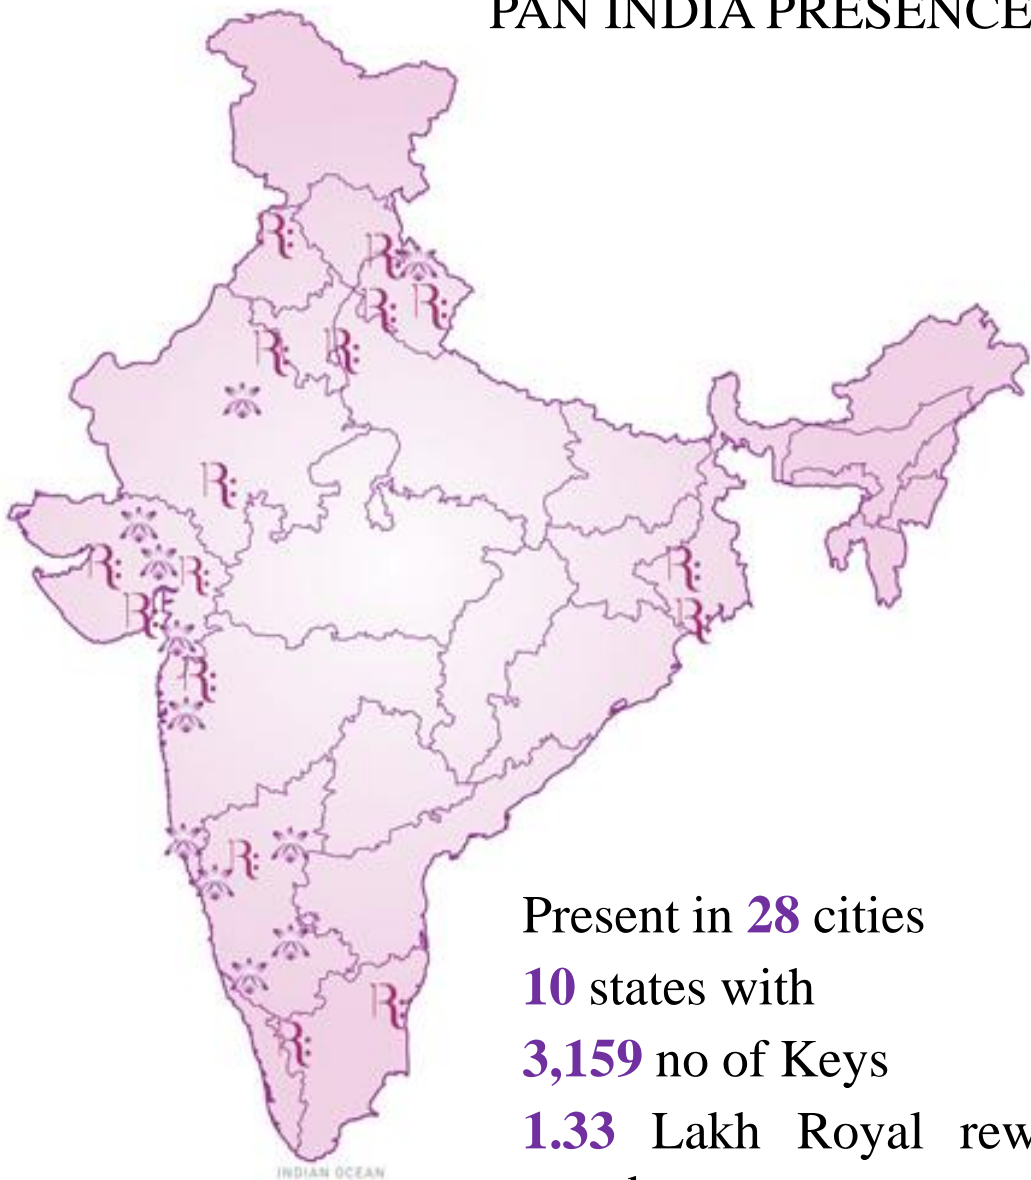 PAN INDIA PRESENCE
Present in 28 cities
10 states with
3,159 no of Keys
1.33 Lakh Royal rew
INDIAN OCEAN